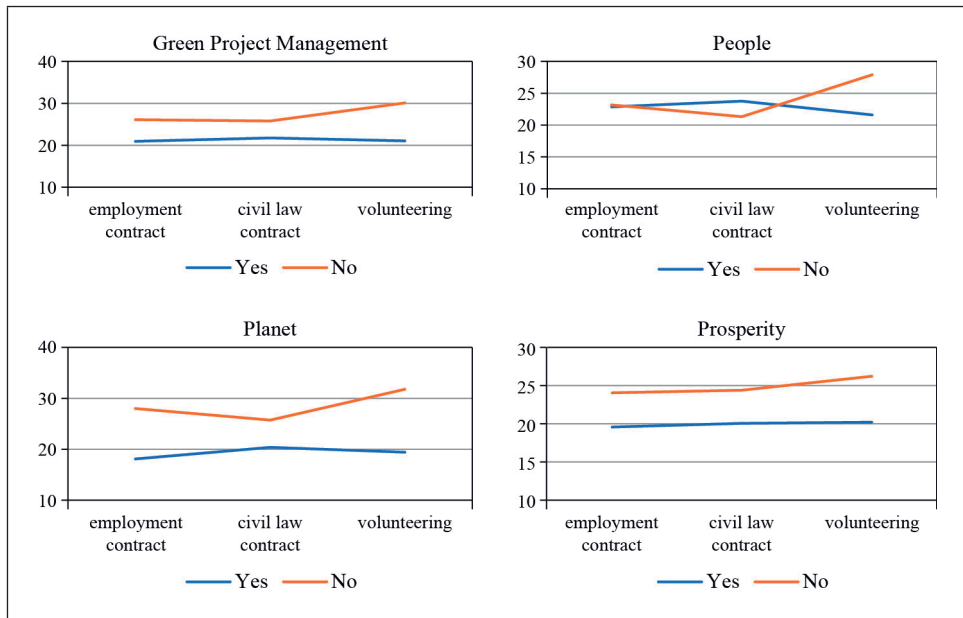 Green Project Management
40
30
20
10
employment
contract
civil law
contract
volunteering
Yes
No
People
30
25
20
15
10
employment
contract
civil law
contract
volunteering
Yes
No
Planet
40
30
20
10
employment
contract
civil law
contract
volunteering
Yes
No
Prosperity
30
25
20
15
10
employment
contract
civil law
contract
volunteering
Yes
No